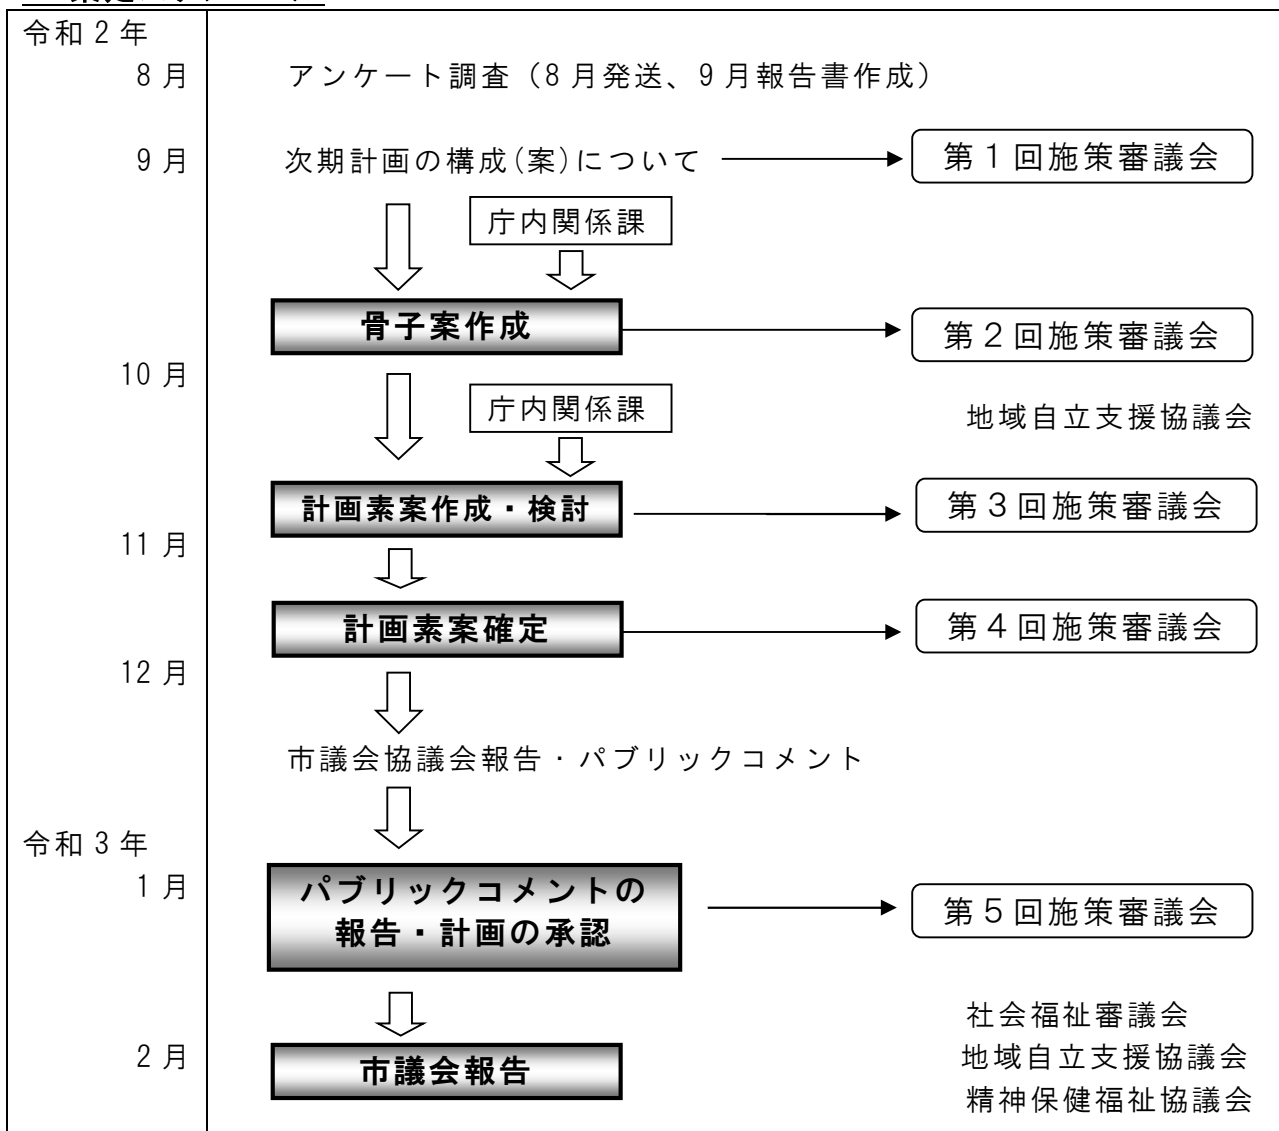 令和２年
8月
アンケート調査（8月発送、9月報告書作成）
9月
次期計画の構成(案)について
第１回施策審議会
庁内関係課
骨子案作成
第２回施策審議会
10月
庁内関係課
地域自立支援協議会
計画素案作成・検討
第３回施策審議会
11月
計画素案確定
第４回施策審議会
12月
市議会協議会報告・パブリックコメント
令和３年
1月
パブリックコメントの
報告・計画の承認
第５回施策審議会
社会福祉審議会
2月
市議会報告
地域自立支援協議会
精神保健福祉協議会